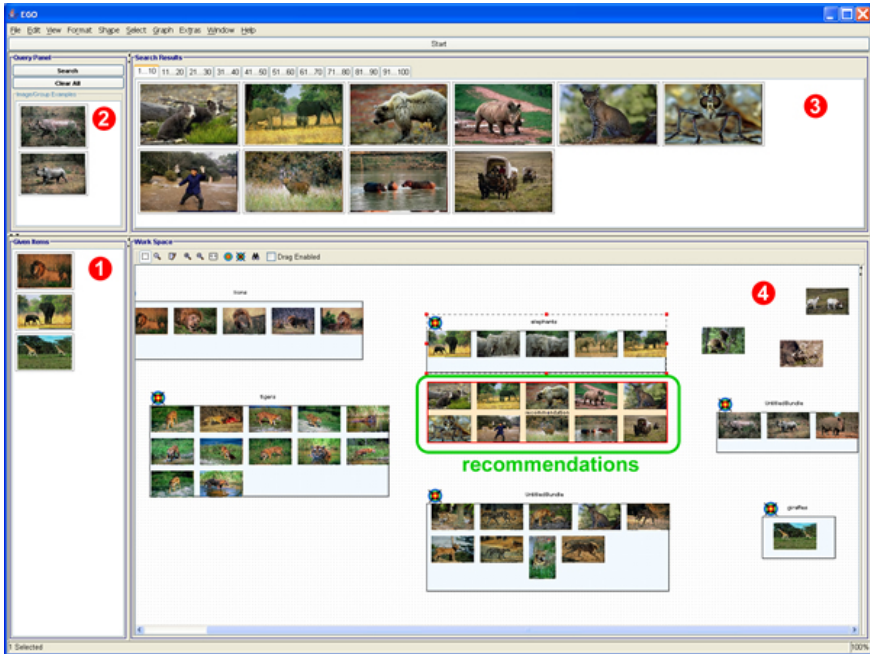 EGO
File Edit View Format Shape Select Graph Extras Window Help
Start
Query Panel
Search
Clear All
Image/Group Examples
2
Search Results
1...10 11...20 21...30 31...40 41...50 51...60 61...70 71...80 81...90 91...100
3
Given Items
1
Work Space
Drag Enabled
4
lions
elephants
recommendation
recommendations
tigers
UntitledBundle
UntitledBundle
giraffes
1 Selected
100%